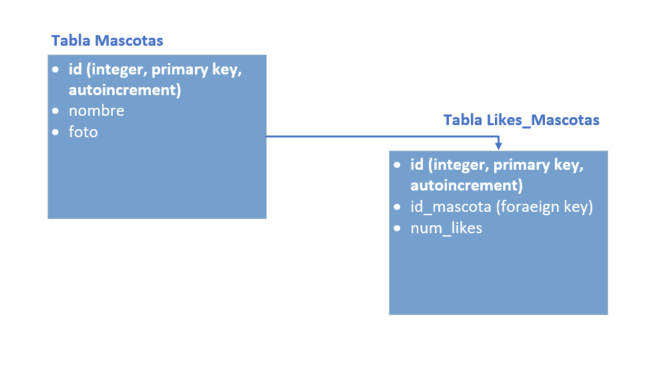 Tabla Mascotas
• id (integer, primary key,
autoincrement)
• nombre
• foto
Tabla Likes_Mascotas
• id (integer, primary key,
autoincrement)
• id_mascota (foraeign key)
• num_likes